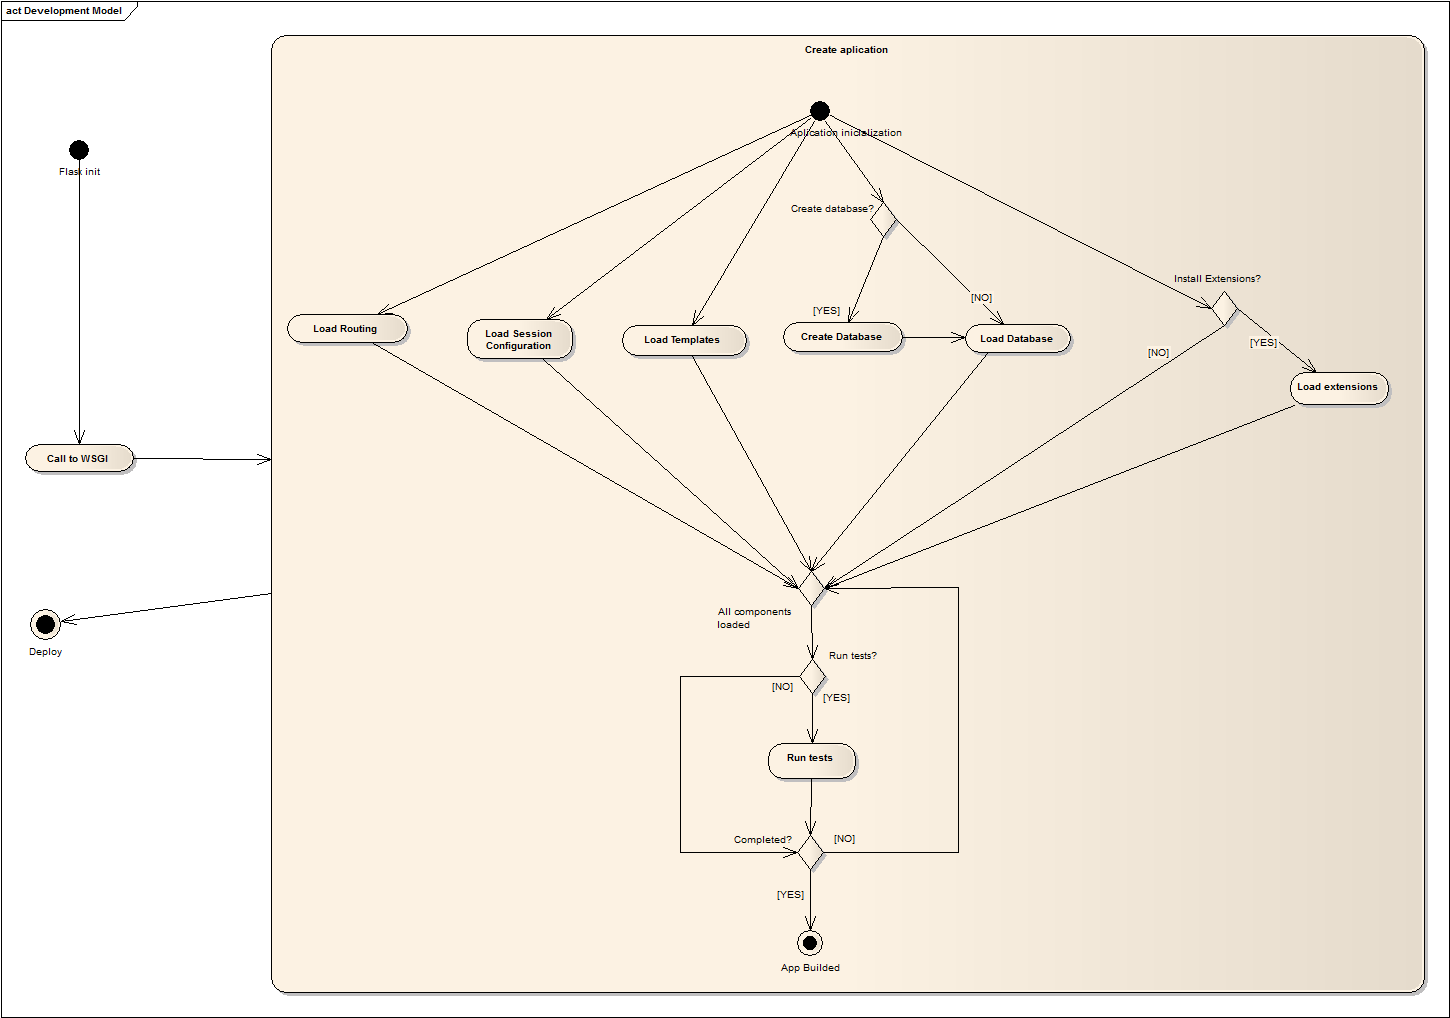 act Development Model
Create aplication
Aplication inicialization
Flask init
Create database?
Install Extensions?
[NO]
[YES]
Load Routing
Load Session
Configuration
Load Templates
Create Database
Load Database
[NO]
[YES]
Load extensions
Call to WSGI
All components
loaded
Deploy
Run tests?
[NO]
[YES]
Run tests
Completed?
[NO]
[YES]
App Builded